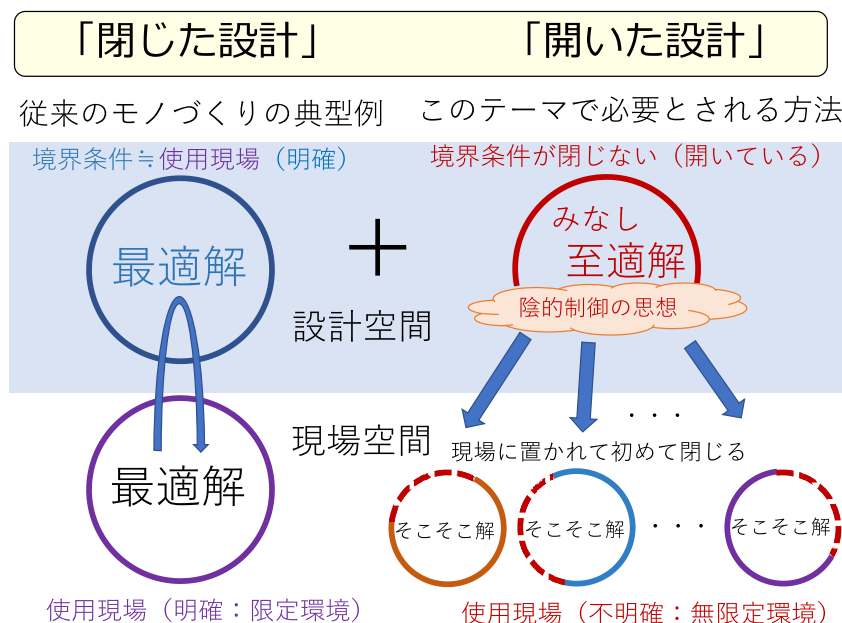 「閉じた設計」
「開いた設計」
従来のモノづくりの典型例
このテーマで必要とされる方法
境界条件≒使用現場（明確）
境界条件が閉じない（開いている）
最適解
＋
みなし
至適解
陰的制御の思想
設計空間
・・・
現場空間
現場に置かれて初めて閉じる
最適解
そこそこ解
そこそこ解
・・・
そこそこ解
使用現場（明確：限定環境）
使用現場（不明確：無限定環境）